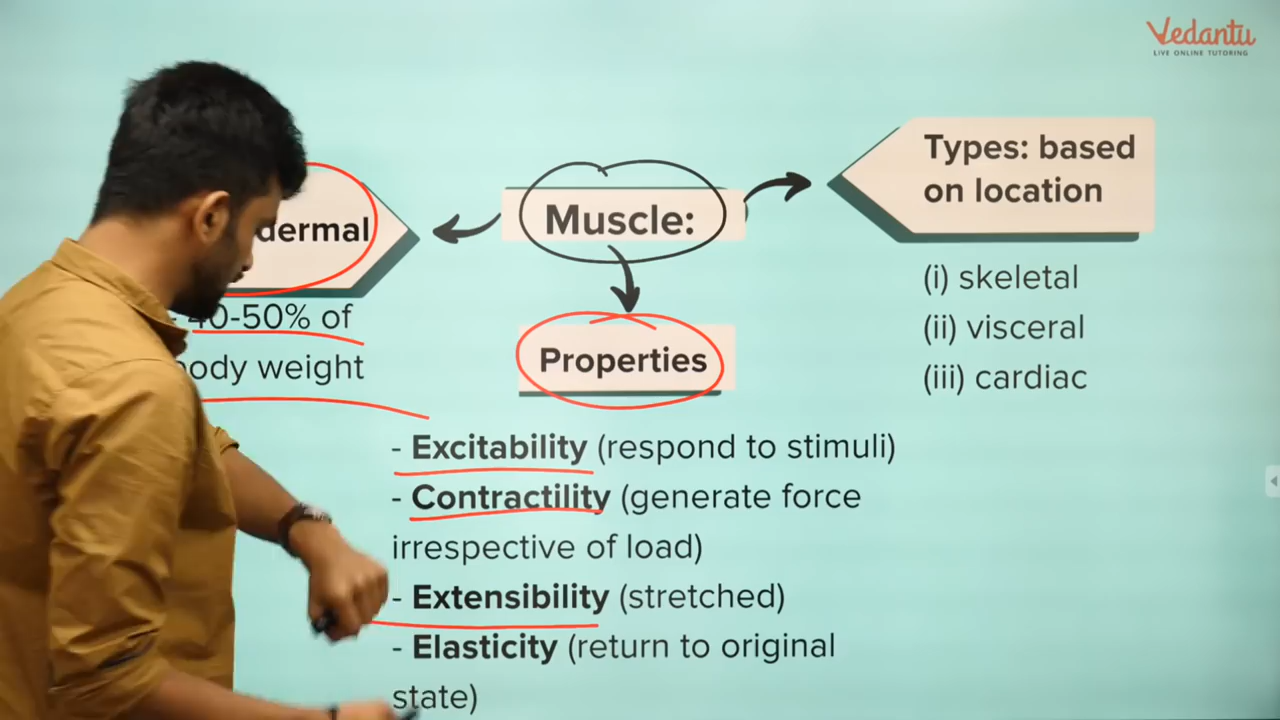 Vedantu
LIVE ONLINE TUTORING
dermal
40-50% of
body weight
Muscle:
Properties
- Excitability (respond to stimuli)
- Contractility (generate force
irrespective of load)
- Extensibility (stretched)
- Elasticity (return to original
state)
Types: based
on location
(i) skeletal
(ii) visceral
(iii) cardiac